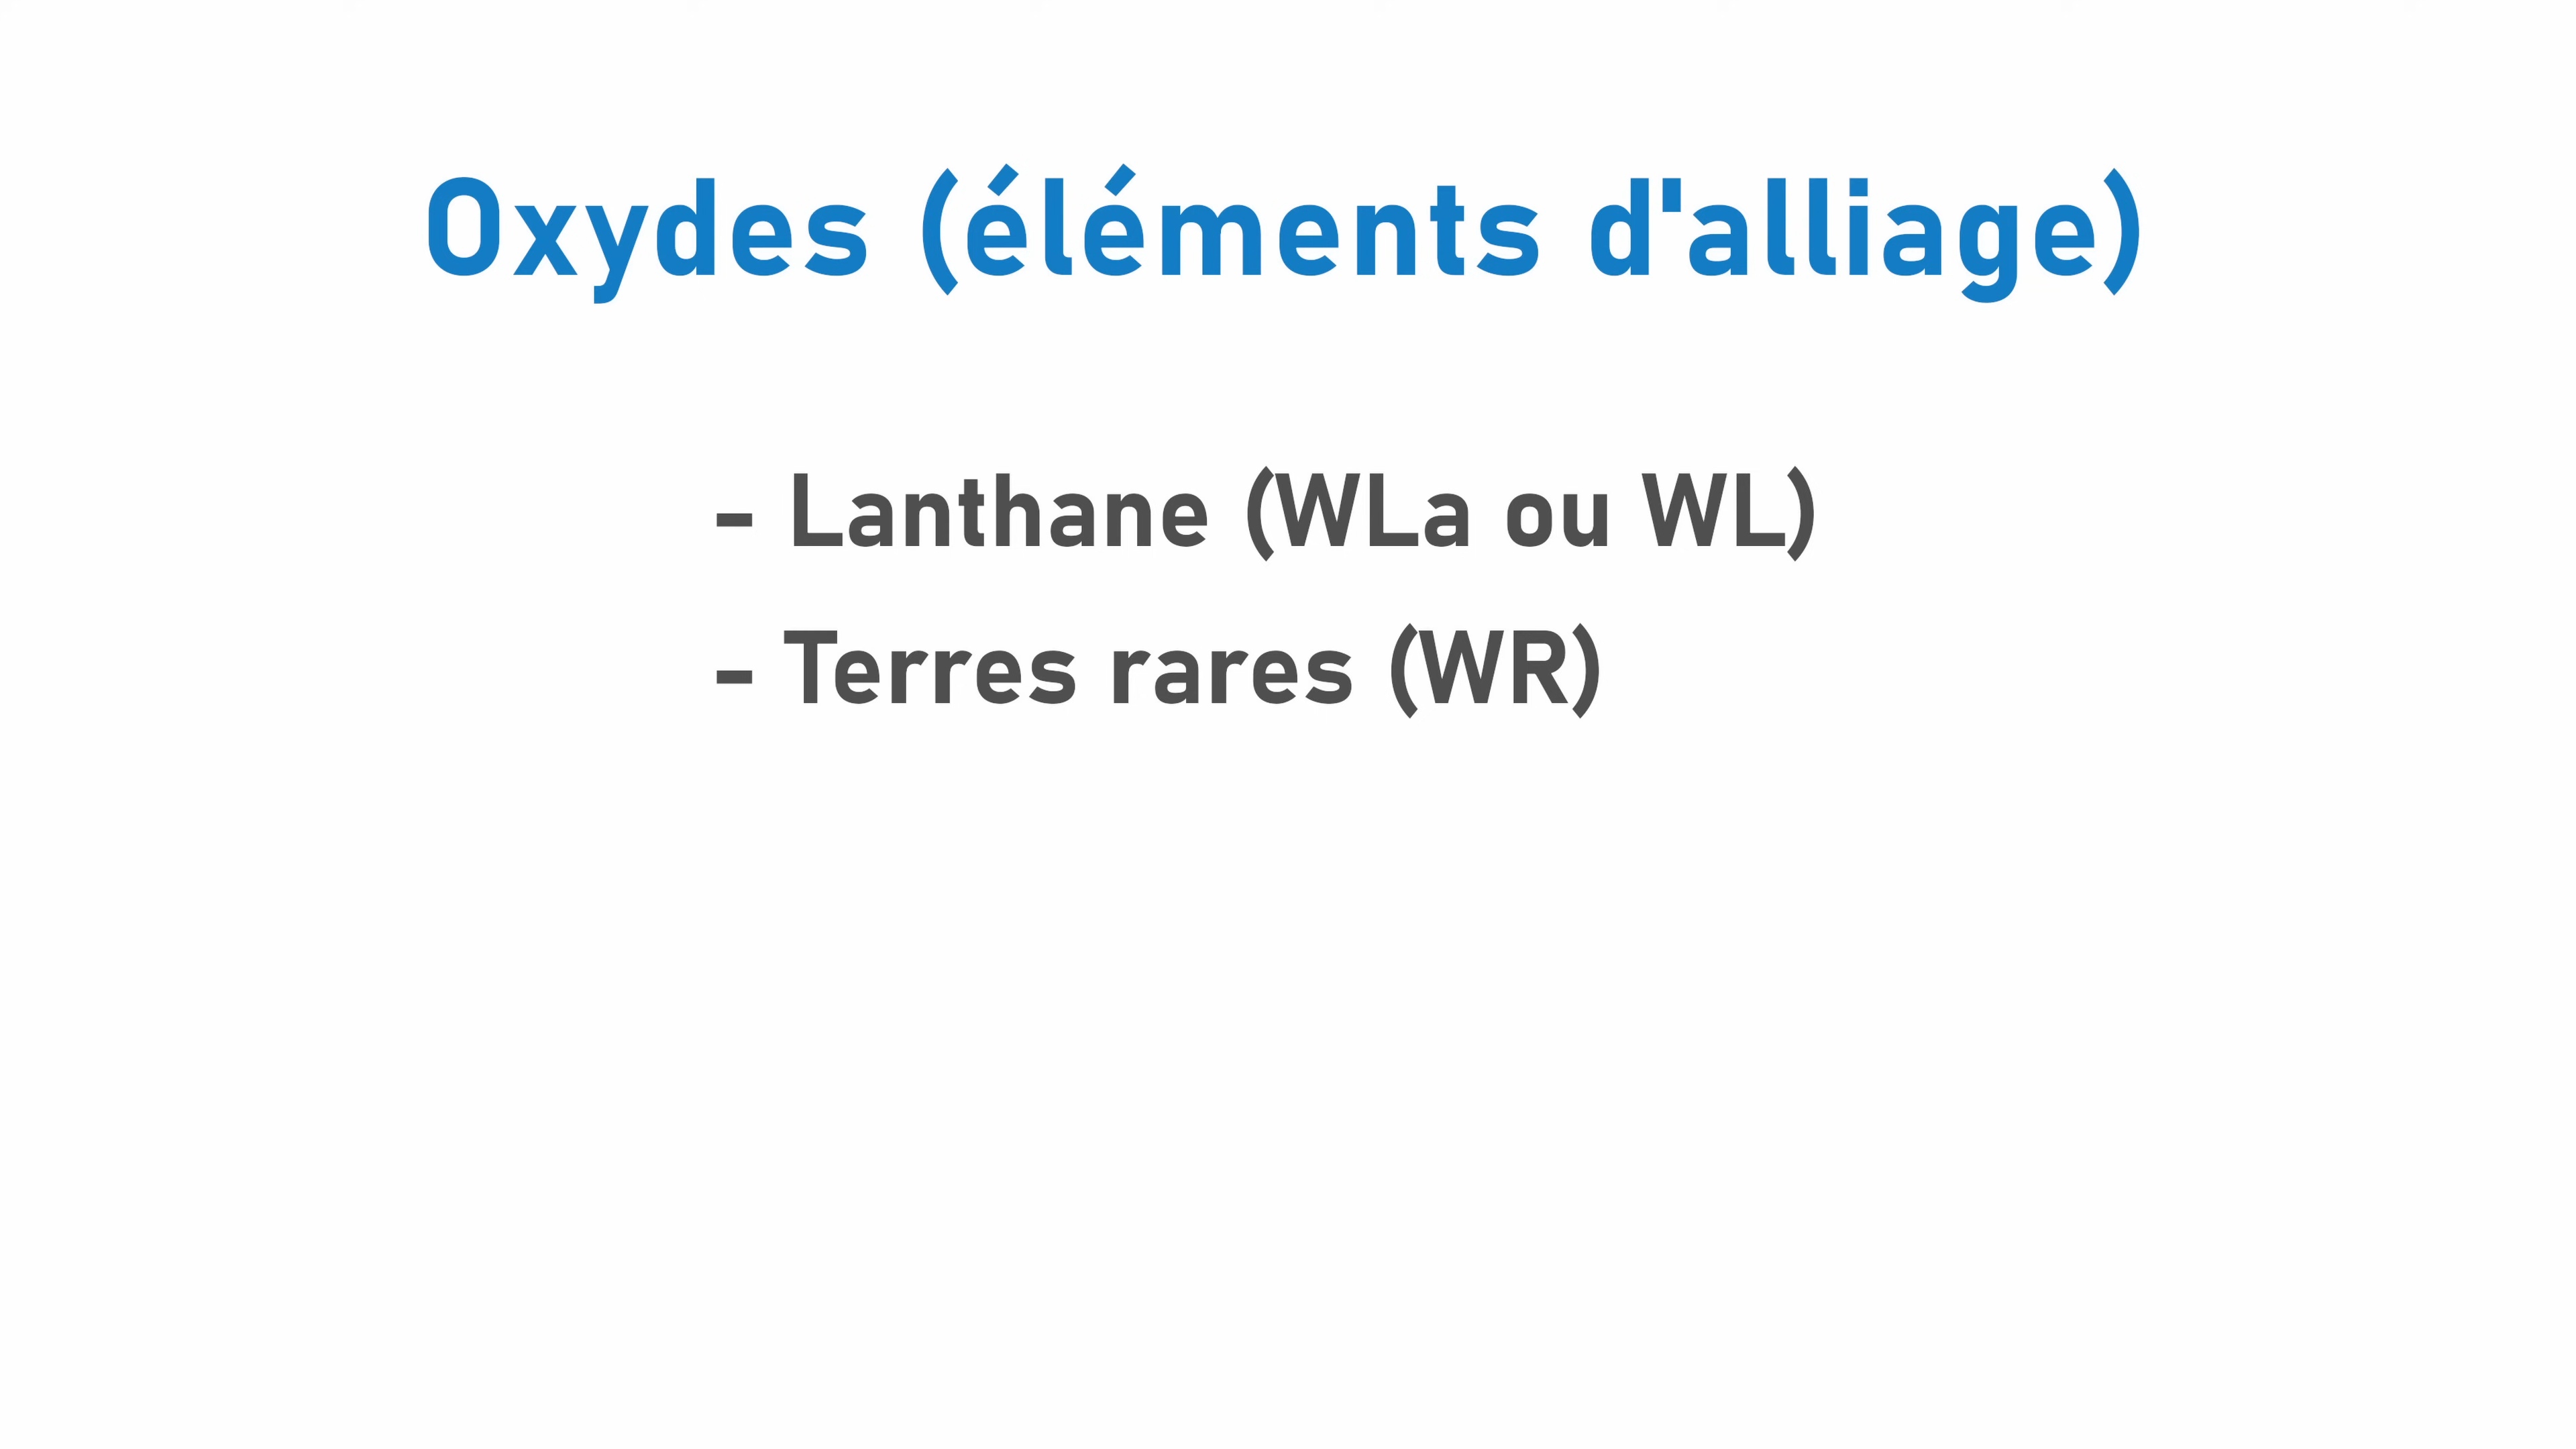 Oxydes (éléments d'alliage)
- Lanthane (WLa ou WL)
- Terres rares (WR)